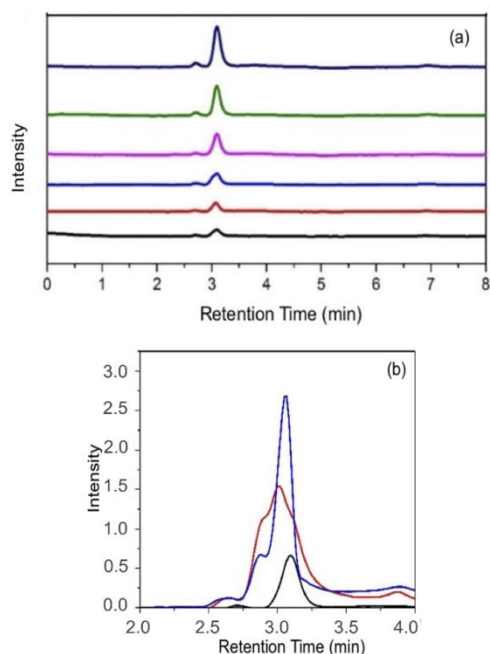 (a)
Intensity
0 1 2 3 4 5 6 7 8
Retention Time (min)
(b)
3.0
2.5
2.0
1.5
1.0
0.5
0.0
Intensity
2.0 2.5 3.0 3.5 4.0
Retention Time (min)